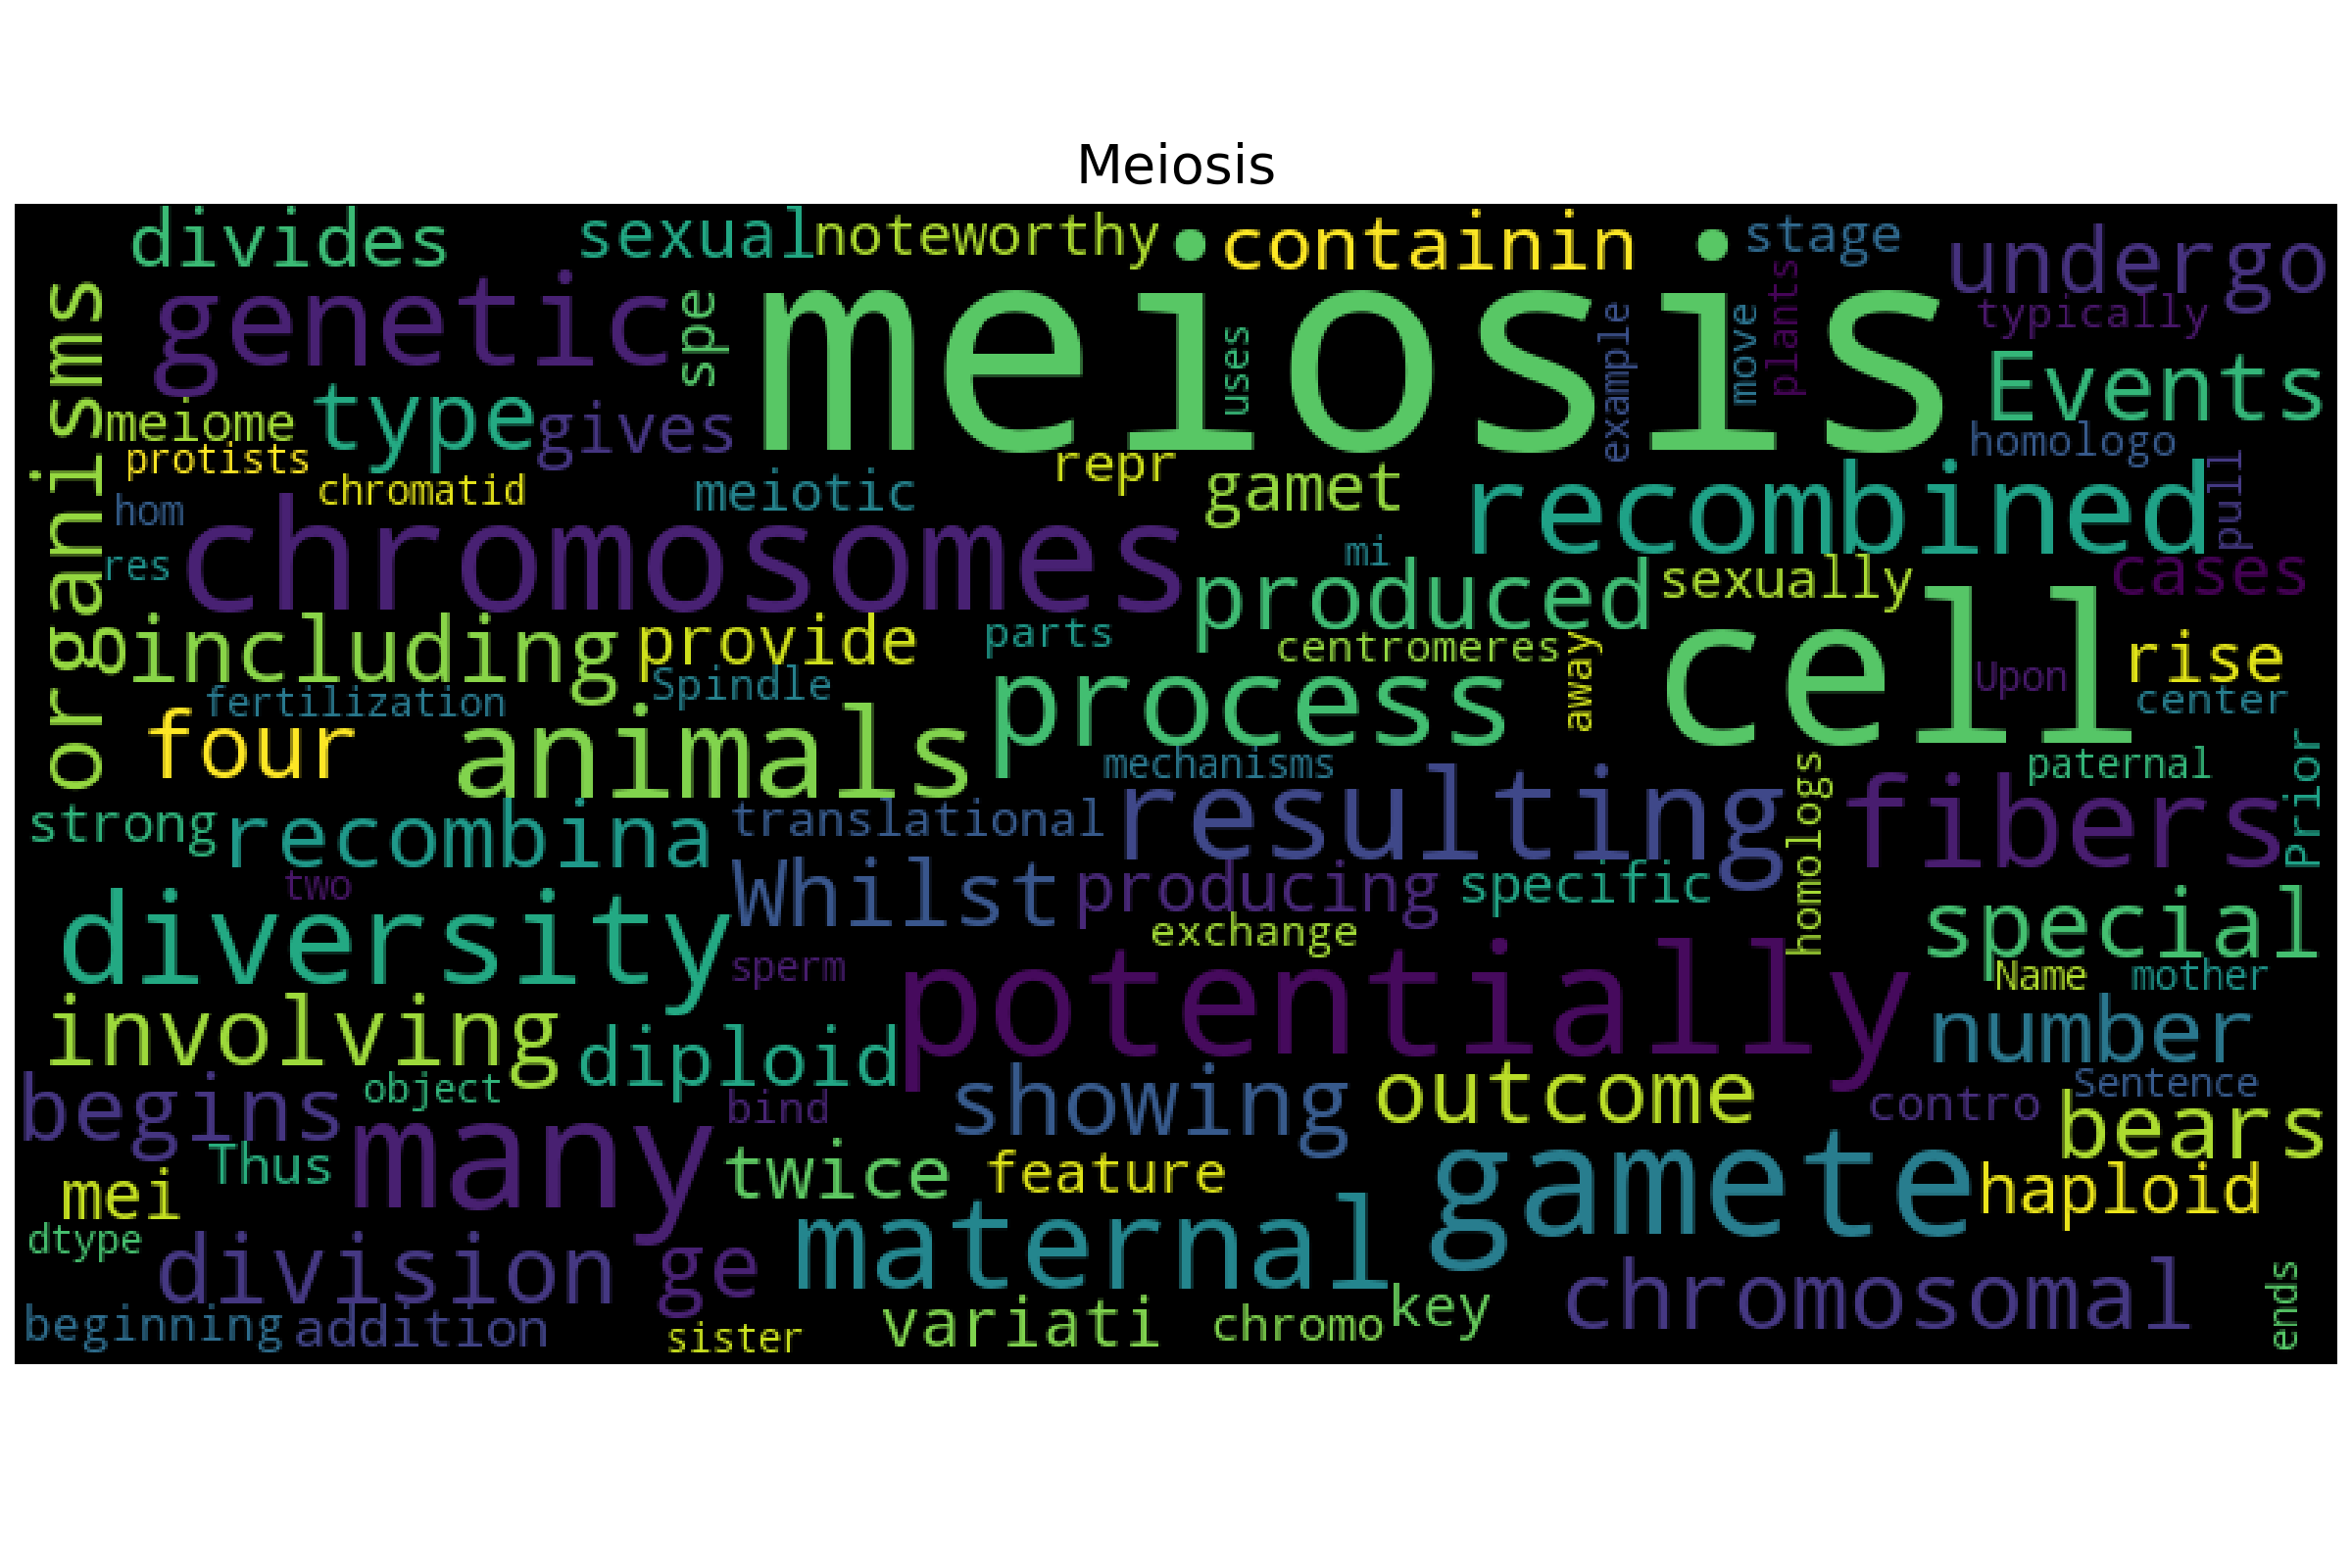 Meiosis
divides
sexual
noteworthy
containin
stage
undergo
genetic
spe
meiosis
uses
example
move
plants
typically
organisms
meiome
type
gives
Events
protists
chromatid
meiotic
repr
gamet
recombined
homologo
pull
hom
res
chromosomes
mi
produced
sexually
cases
including
provide
parts
centromeres
away
cell
Upon
rise
fertilization
Spindle
process
center
four
animals
mechanisms
paternal
Prior
strong
recombina
translational
resulting
homologs
fibers
two
Whilst
producing
specific
diversity
exchange
special
sperm
potentially
Name
mother
involving
diploid
number
begins
object
bind
showing
outcome
contro
Sentence
bears
many
Thus
twice
feature
gamete
mei
haploid
dtype
division
ge
maternal
chromosomal
ends
beginning
addition
sister
variati
chromo
key